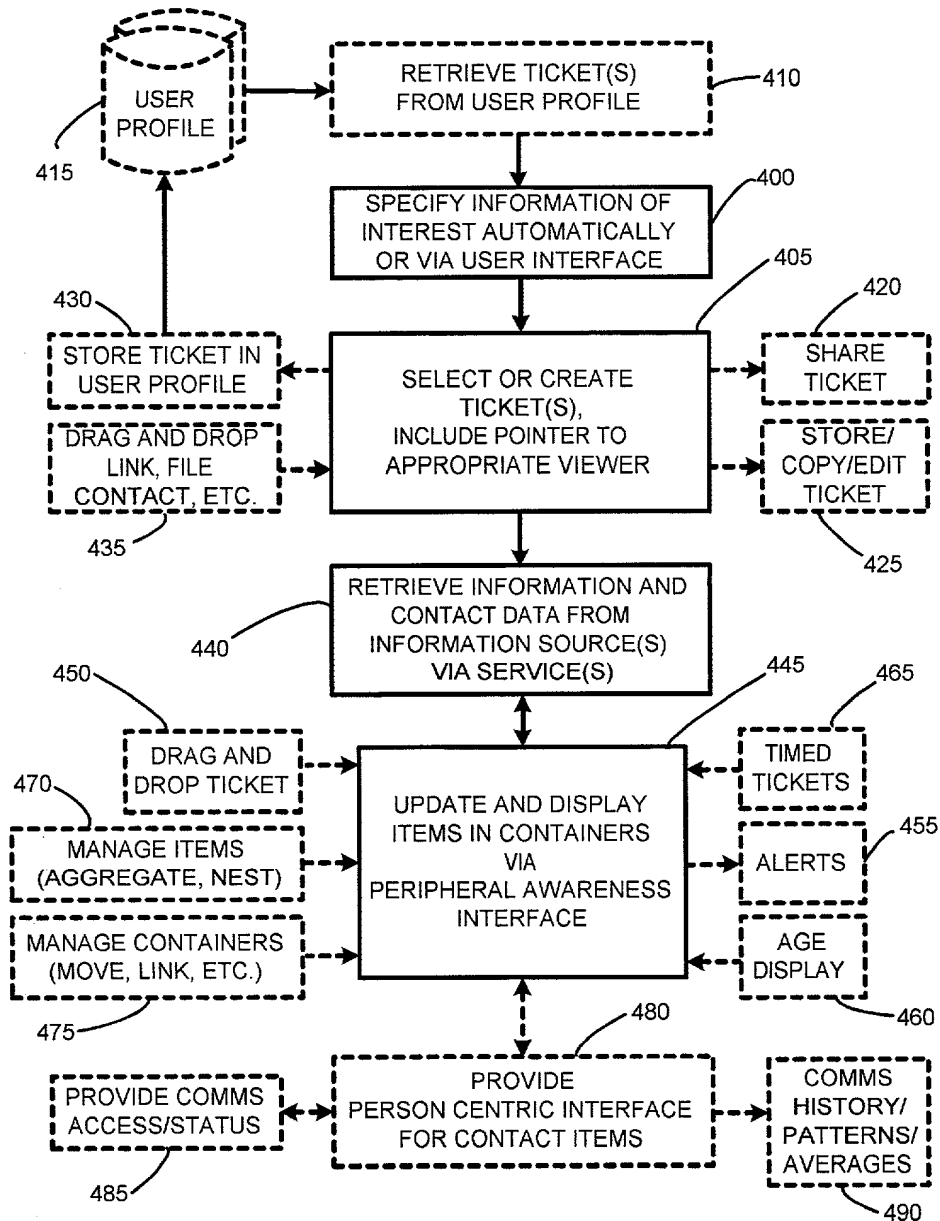 USER
PROFILE
415
RETRIEVE TICKET(S)
FROM USER PROFILE
410
400
SPECIFY INFORMATION OF
INTEREST AUTOMATICALLY
OR VIA USER INTERFACE
405
430
STORE TICKET IN
USER PROFILE
SELECT OR CREATE
TICKET(S),
INCLUDE POINTER TO
APPROPRIATE VIEWER
420
SHARE
TICKET
DRAG AND DROP
LINK, FILE
CONTACT, ETC.
435
STORE/
COPY/EDIT
TICKET
425
RETRIEVE INFORMATION AND
CONTACT DATA FROM
INFORMATION SOURCE(S)
VIA SERVICE(S)
440
445
450
DRAG AND
DROP TICKET
465
TIMED
TICKETS
UPDATE AND DISPLAY
ITEMS IN CONTAINERS
VIA
PERIPHERAL AWARENESS
INTERFACE
470
MANAGE ITEMS
(AGGREGATE, NEST)
ALERTS
455
MANAGE CONTAINERS
(MOVE, LINK, ETC.)
475
AGE
DISPLAY
460
480
PROVIDE
PERSON CENTRIC INTERFACE
FOR CONTACT ITEMS
PROVIDE COMMS
ACCESS/STATUS
485
COMMS
HISTORY/
PATTERNS/
AVERAGES
490